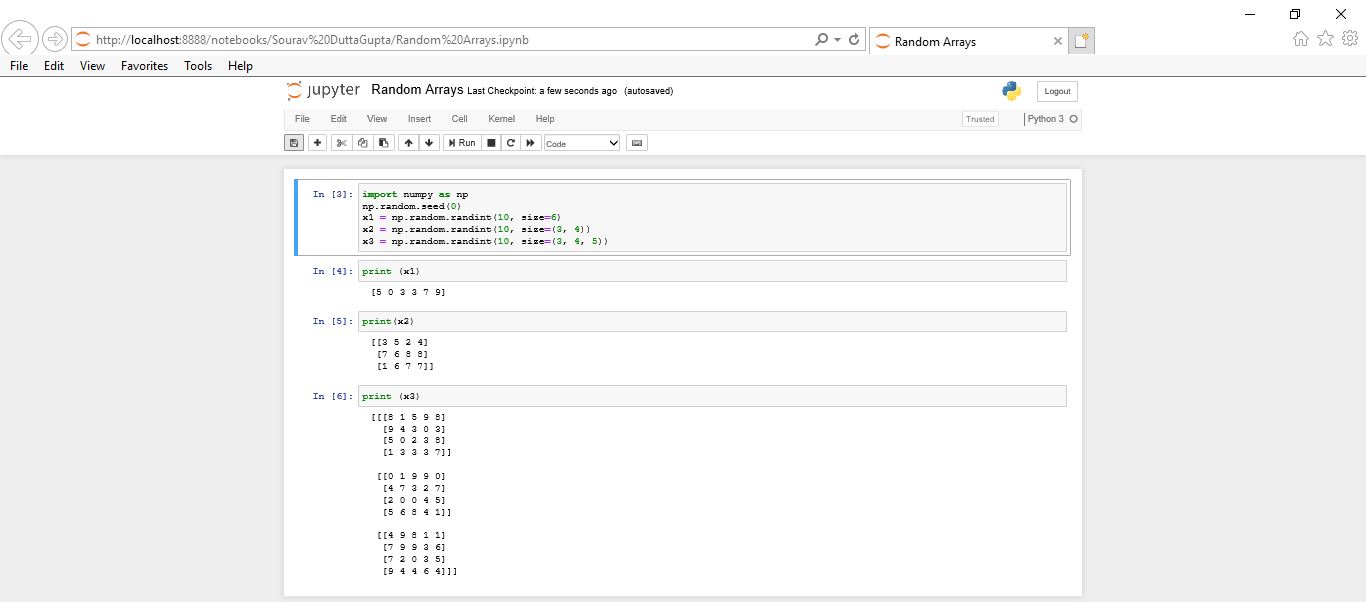 http://localhost:8888/notebooks/Sourav%20DuttaGupta/Random%20Arrays.ipynb
Random Arrays
File Edit View Favorites Tools Help
jupyter Random Arrays Last Checkpoint: a few seconds ago (autosaved)
Logout
File Edit View Insert Cell Kernel Help
Trusted
Python 3
Run
Code
In [3]: import numpy as np
np.random.seed(0)
x1 = np.random.randint(10, size=6)
x2 = np.random.randint(10, size=(3, 4))
x3 = np.random.randint(10, size=(3, 4, 5))
In [4]: print (x1)
[5 0 3 3 7 9]
In [5]: print(x2)
[[3 5 2 4]
[7 6 8 8]
[1 6 7 7]]
In [6]: print (x3)
[[[8 1 5 9 8]
[9 4 3 0 3]
[5 0 2 3 8]
[1 3 3 3 7]]
[[0 1 9 9 0]
[4 7 3 2 7]
[2 0 0 4 5]
[5 6 8 4 1]]
[[4 9 8 1 1]
[7 9 9 3 6]
[7 2 0 3 5]
[9 4 4 6 4]]]